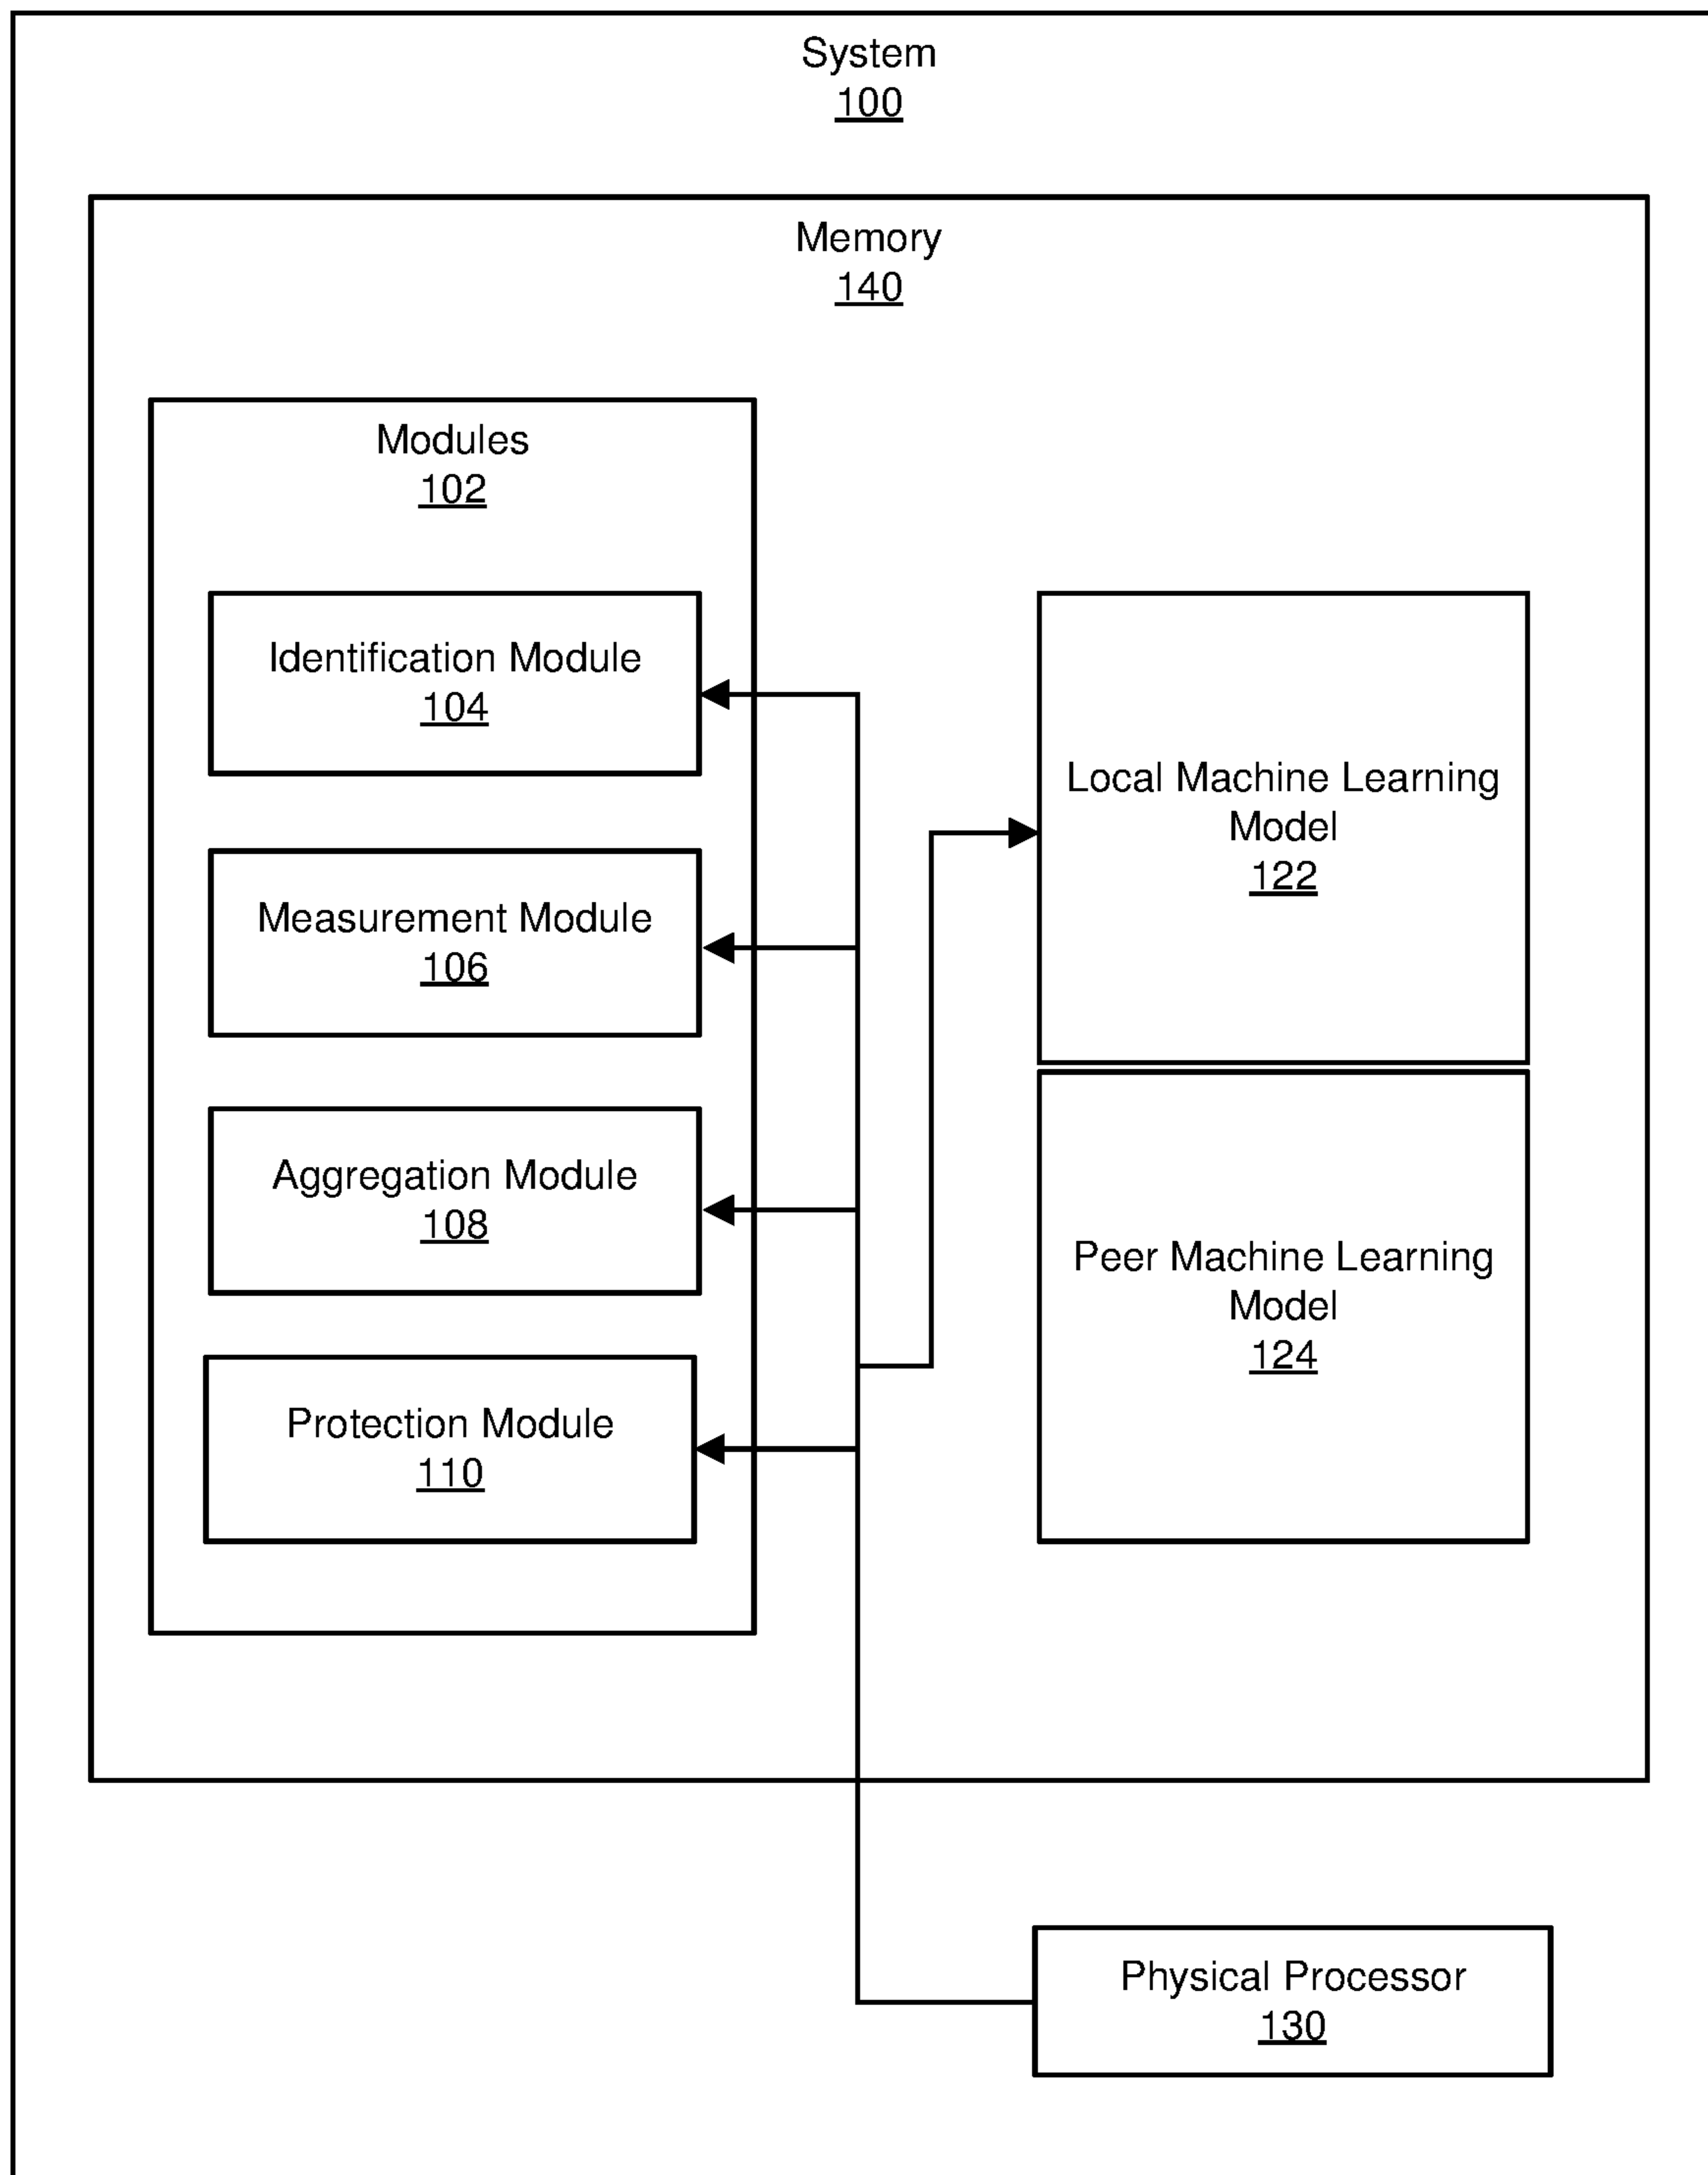 System
100
Memory
140
Modules
102
Identification Module
104
Measurement Module
106
Aggregation Module
108
Protection Module
110
Local Machine Learning
Model
122
Peer Machine Learning
Model
124
Physical Processor
130